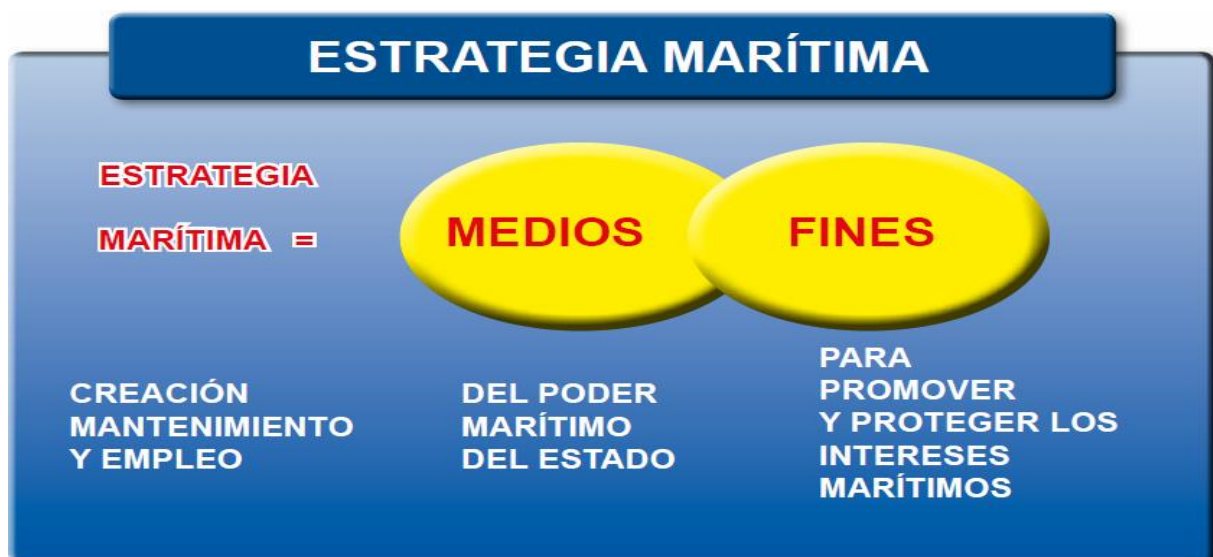 ESTRATEGIA MARÍTIMA
ESTRATEGIA
MARÍTIMA =
MEDIOS
FINES
CREACIÓN
MANTENIMIENTO
Y EMPLEO
DEL PODER
MARÍTIMO
DEL ESTADO
PARA
PROMOVER
Y PROTEGER LOS
INTERESES
MARÍTIMOS